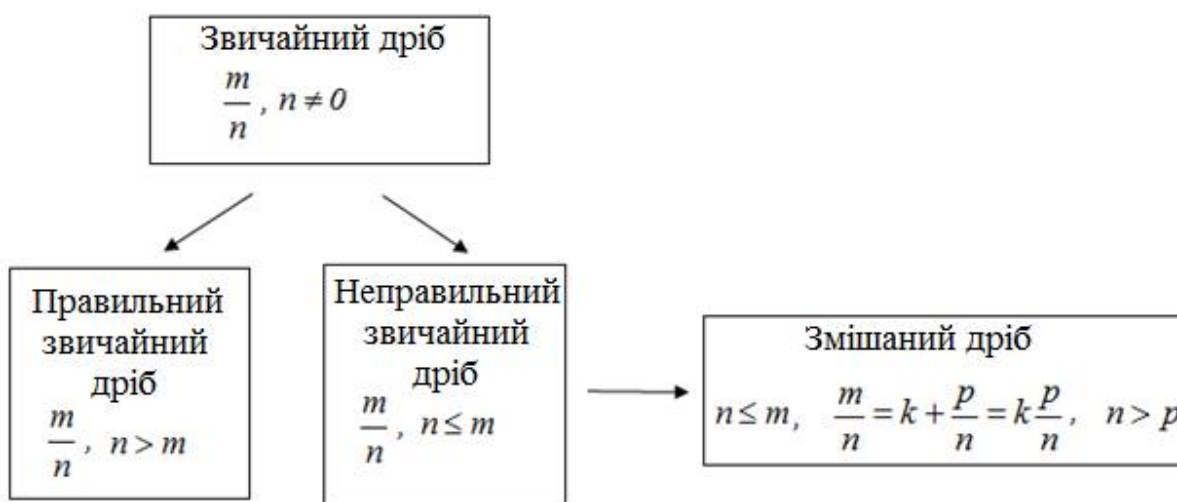 Звичайний дріб
m/n , n ≠ 0
Правильний
звичайний
дріб
m/n , n > m
Неправильний
звичайний
дріб
m/n , n ≤ m
Змішаний дріб
n ≤ m, m/n = k + p/n = k p/n , n > p